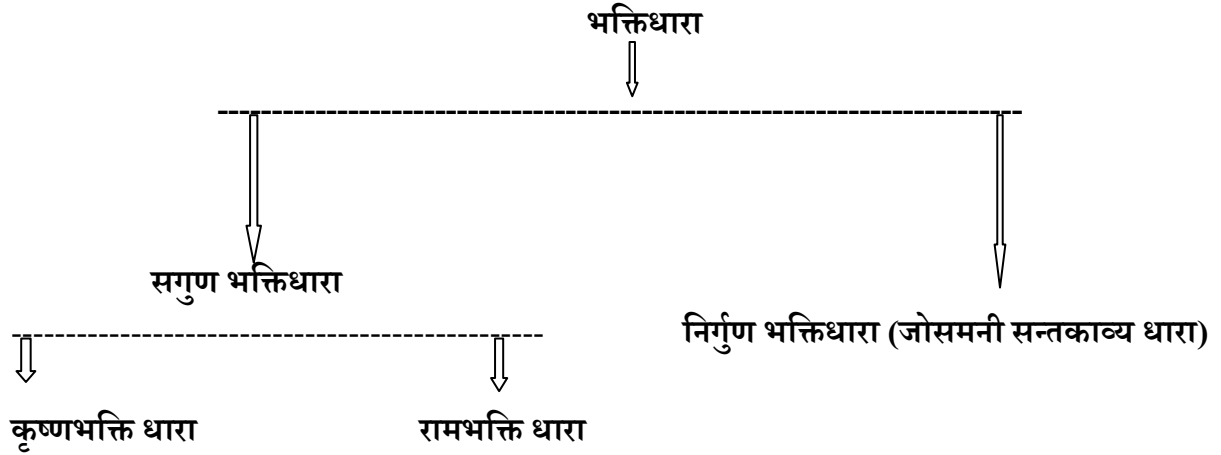 भक्तिधारा
सगुण भक्तिधारा
निर्गुण भक्तिधारा (जोसमनी सन्तकाव्य धारा)
कृष्णभक्ति धारा
रामभक्ति धारा